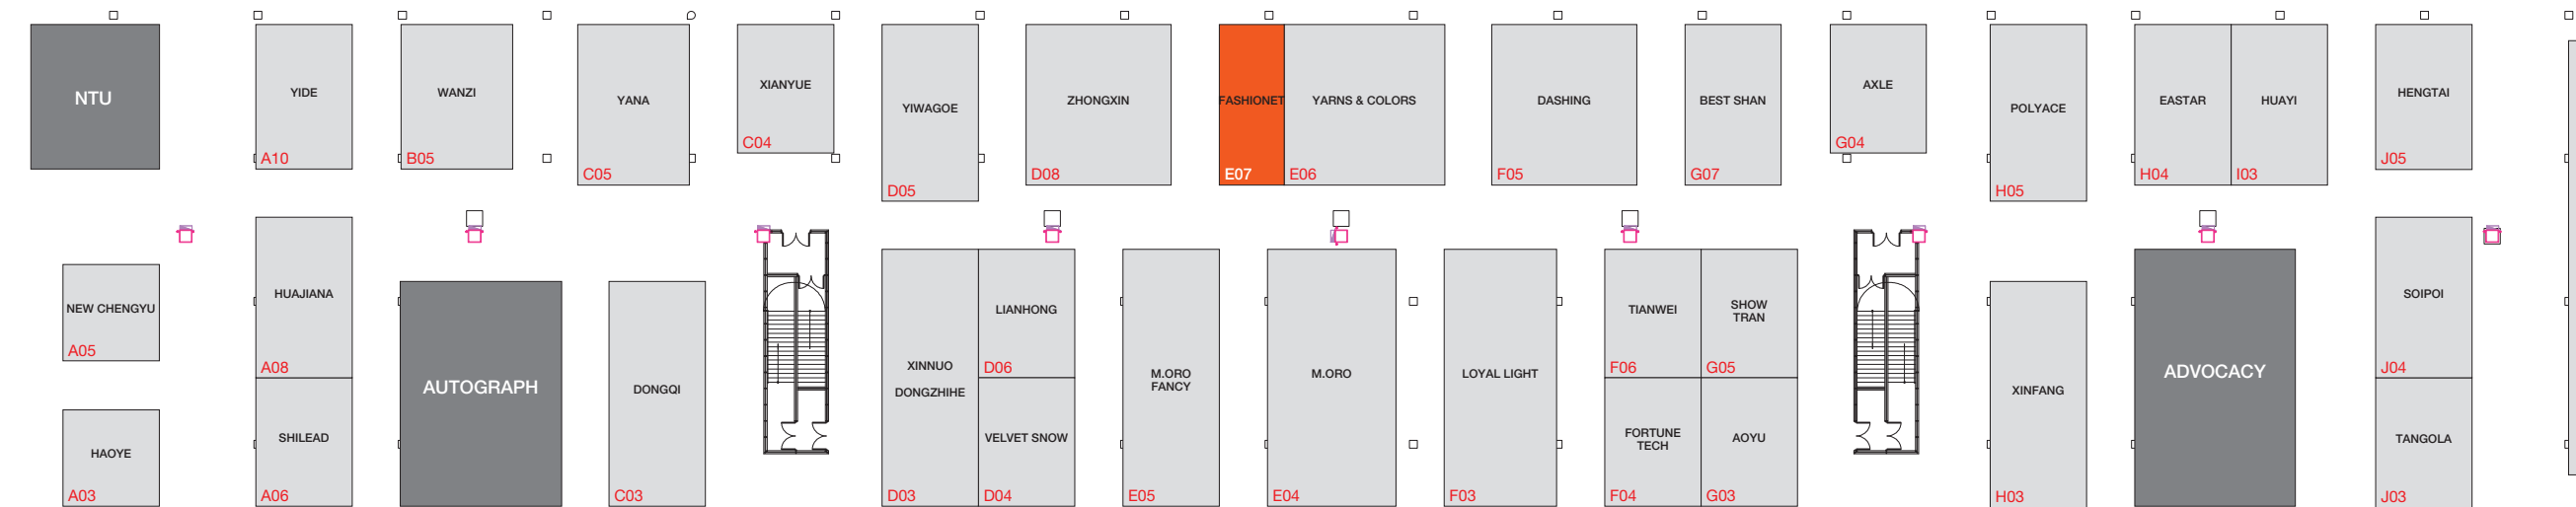 NTU
YIDE
A10
WANZI
B05
YANA
C05
XIANYUE
C04
YIWAGOE
D05
ZHONGXIN
D08
FASHIONET
E07
YARNS & COLORS
E06
DASHING
F05
BEST SHAN
G07
AXLE
G04
POLYACE
H05
EASTAR
H04
HUAYI
I03
HENGTAI
J05
NEW CHENGYU
A05
HAOYE
A03
HUAJIANA
A08
SHILEAD
A06
AUTOGRAPH
DONGQI
C03
XINNUO
DONGZHIHE
D03
LIANHONG
D06
VELVET SNOW
D04
M.ORO
FANCY
E05
M.ORO
E04
LOYAL LIGHT
F03
TIANWEI
F06
SHOW
TRAN
G05
FORTUNE
TECH
F04
AOYU
G03
XINFANG
H03
ADVOCACY
SOIPOI
J04
TANGOLA
J03